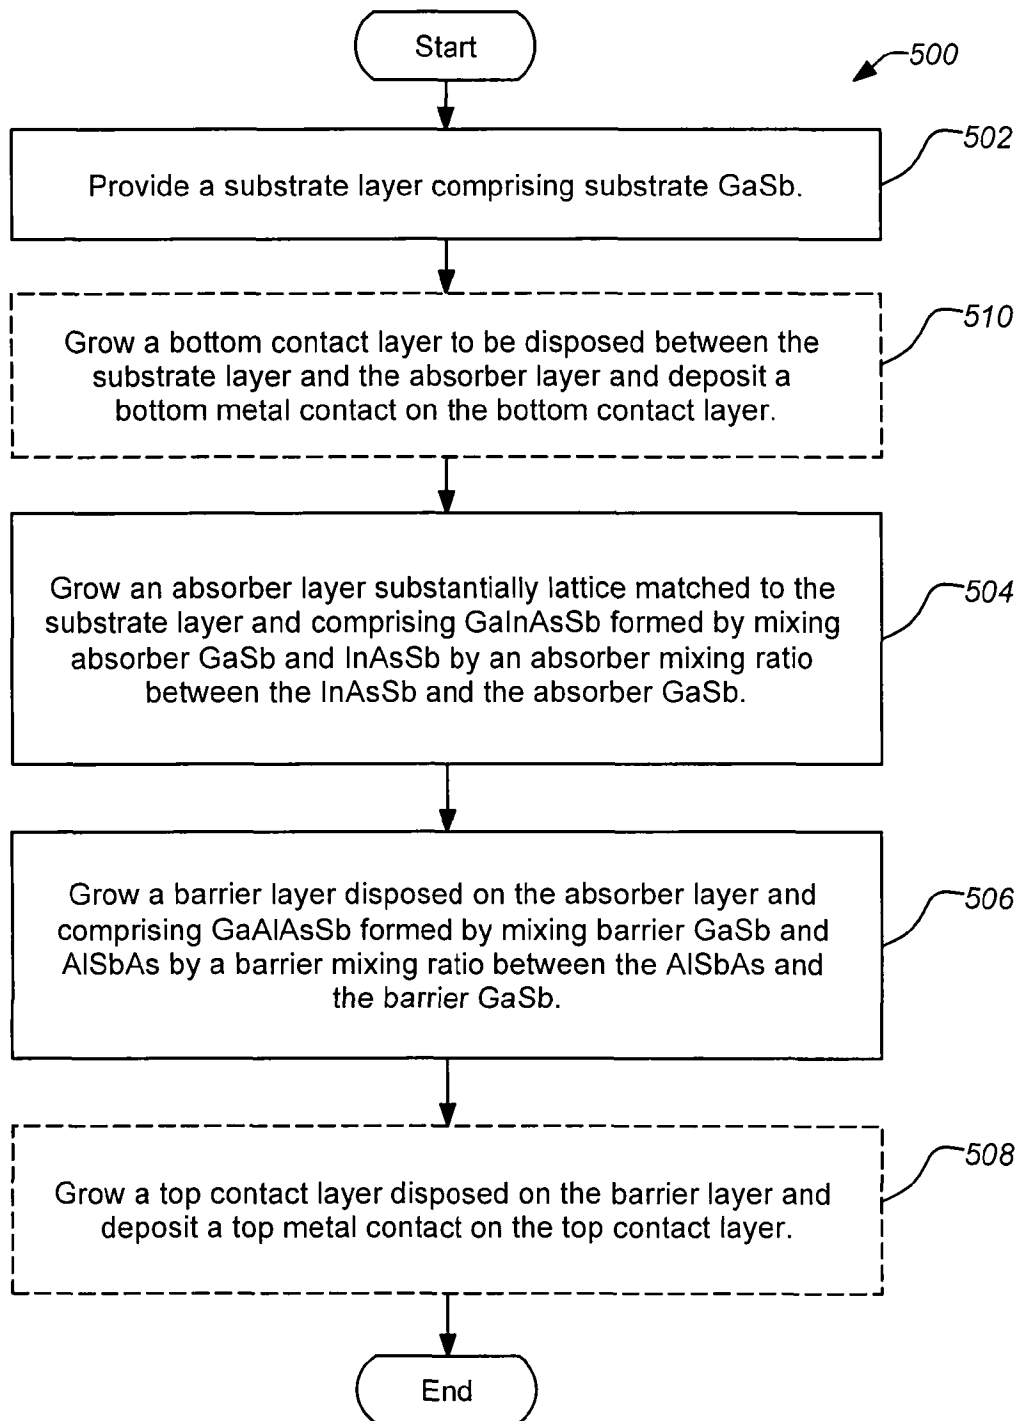 Start
500
502
Provide a substrate layer comprising substrate GaSb.
510
Grow a bottom contact layer to be disposed between the
substrate layer and the absorber layer and deposit a
bottom metal contact on the bottom contact layer.
504
Grow an absorber layer substantially lattice matched to the
substrate layer and comprising GaInAsSb formed by mixing
absorber GaSb and InAsSb by an absorber mixing ratio
between the InAsSb and the absorber GaSb.
506
Grow a barrier layer disposed on the absorber layer and
comprising GaAlAsSb formed by mixing barrier GaSb and
AlSbAs by a barrier mixing ratio between the AlSbAs and
the barrier GaSb.
508
Grow a top contact layer disposed on the barrier layer and
deposit a top metal contact on the top contact layer.
End